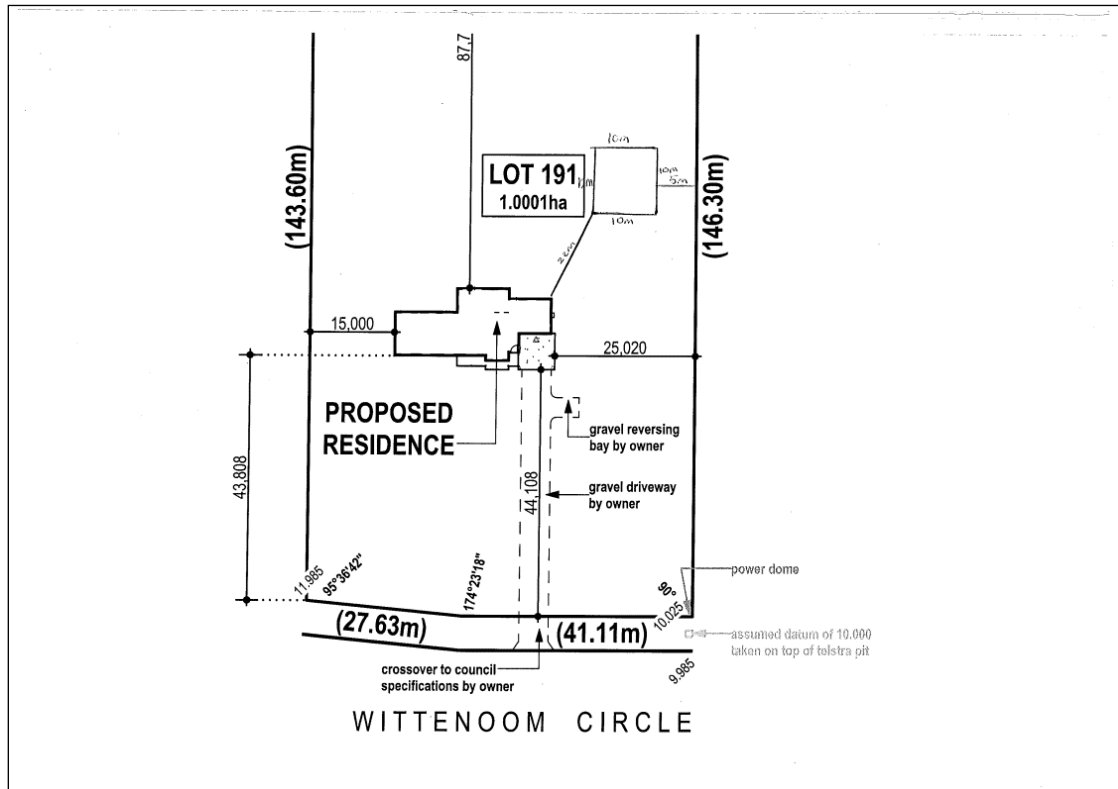 87,7
10m
LOT 191
1.0001ha
10m
5m
10m
(143.60m)
(146.30m)
15,000
25,020
PROPOSED
RESIDENCE
gravel reversing
bay by owner
43,808
44,108
gravel driveway
by owner
11.985
95°36'42"
174°23'18"
90°
10.025
power dome
(27.63m)
(41.11m)
assumed datum of 10.000
taken on top of telstra pit
9.985
crossover to council
specifications by owner
WITTENOOM CIRCLE